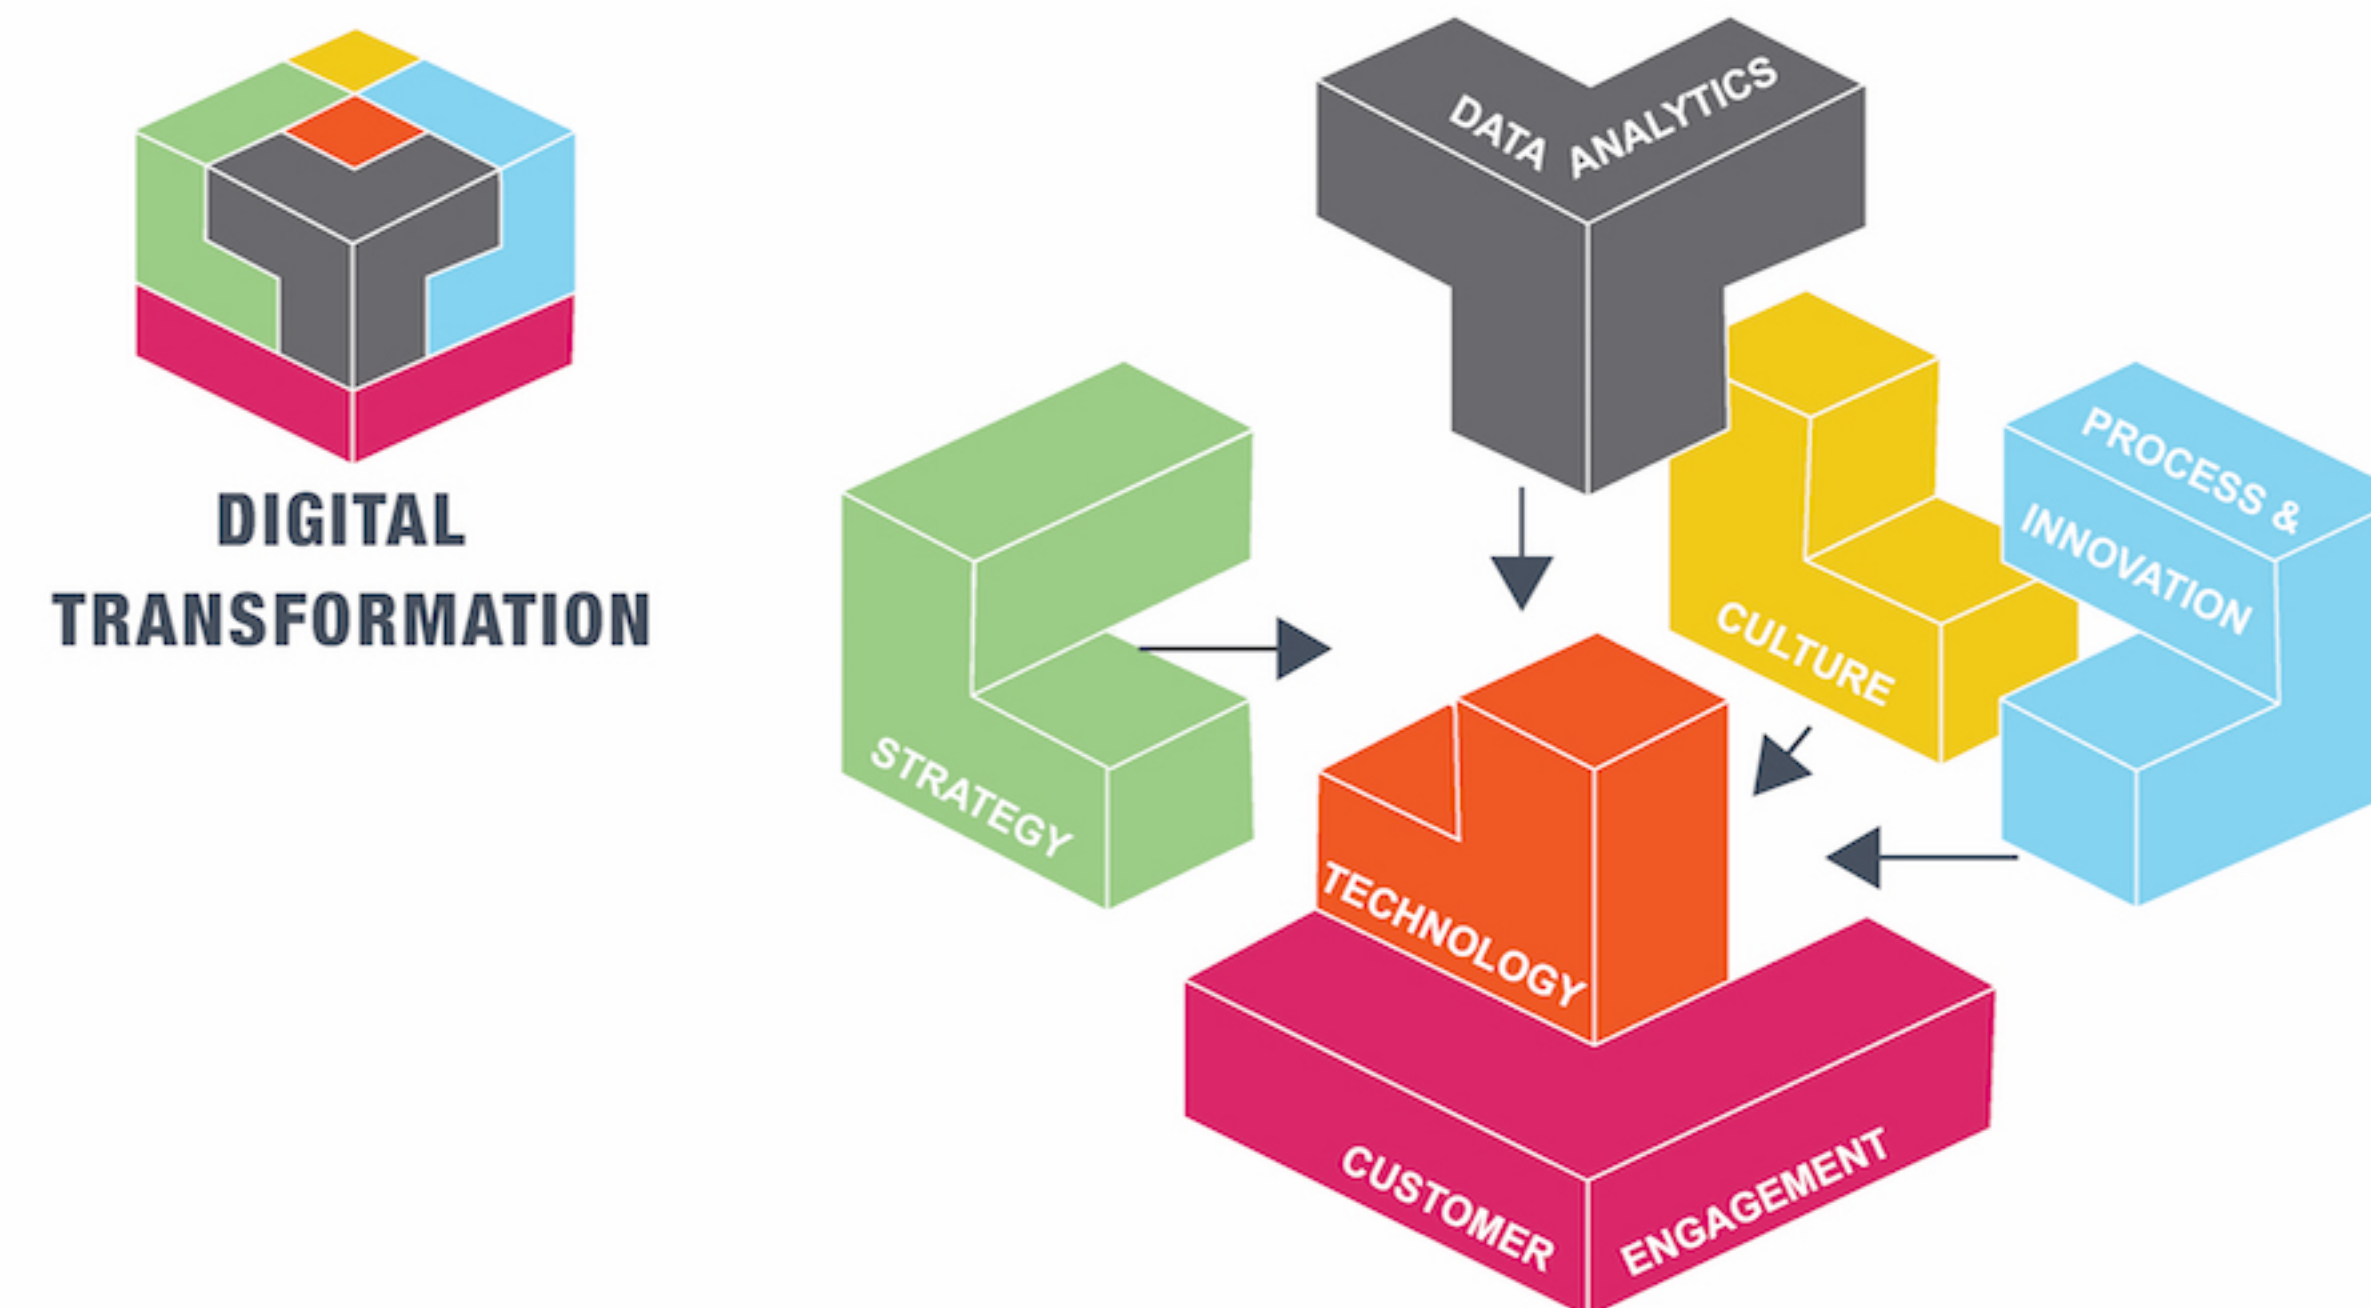 DIGITAL
TRANSFORMATION
DATA ANALYTICS
STRATEGY
CULTURE
PROCESS &
INNOVATION
TECHNOLOGY
CUSTOMER ENGAGEMENT